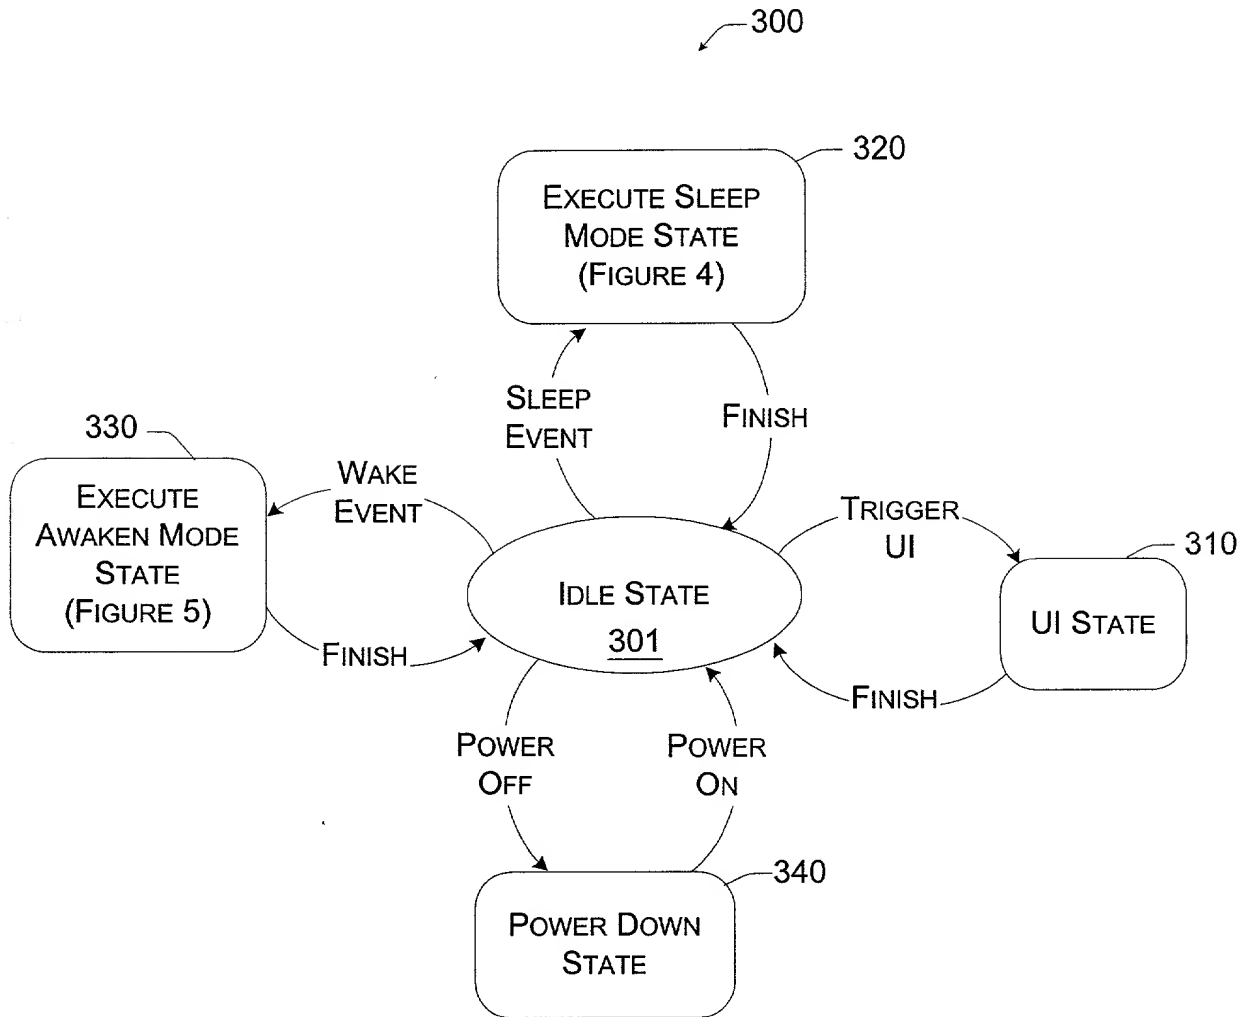 300
320
EXECUTE SLEEP
MODE STATE
(FIGURE 4)
SLEEP
EVENT
FINISH
330
EXECUTE
AWAKEN MODE
STATE
(FIGURE 5)
WAKE
EVENT
FINISH
TRIGGER
UI
310
UI STATE
FINISH
IDLE STATE
301
POWER
OFF
POWER
ON
340
POWER DOWN
STATE